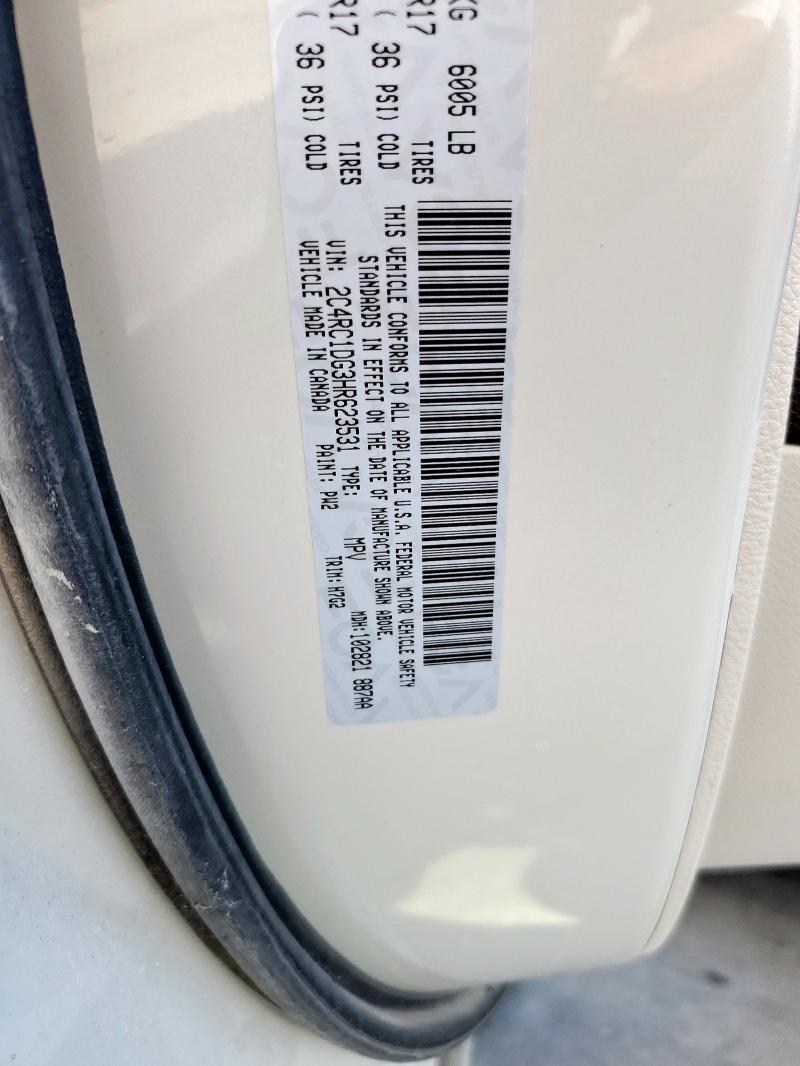 KG 6005 LB
R17 TIRES
( 36 PSI) COLD
R17 TIRES
( 36 PSI) COLD
THIS VEHICLE CONFORMS TO ALL APPLICABLE U.S.A. FEDERAL MOTOR VEHICLE SAFETY
STANDARDS IN EFFECT ON THE DATE OF MANUFACTURE SHOWN ABOVE.
VIN: 2C4RC1DG3HR623531 TYPE: MPV MDH:102821 887AA
VEHICLE MADE IN CANADA PAINT: PW2 TRIM: H7G2